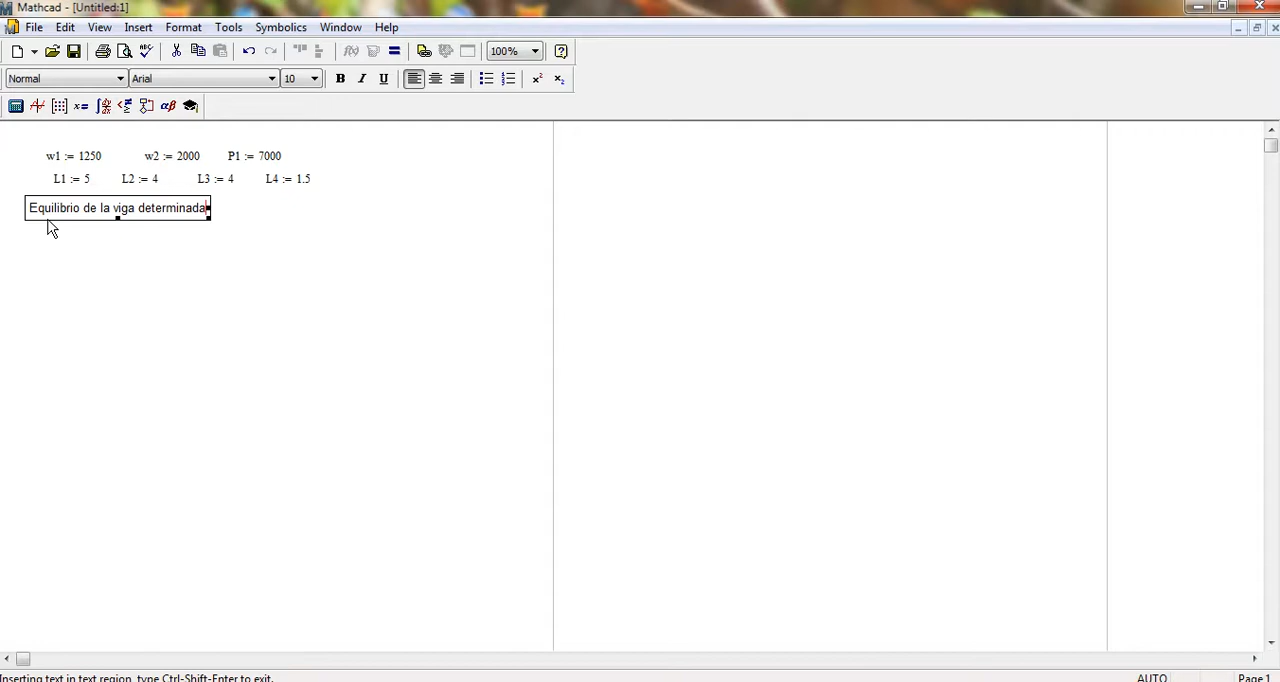 Mathcad - [Untitled:1]
File Edit View Insert Format Tools Symbolics Window Help
100%
Normal Arial 10 B I U
w1 := 1250 w2 := 2000 P1 := 7000
L1 := 5 L2 := 4 L3 := 4 L4 := 1.5
Equilibrio de la viga determinada
Inserting text in text region, type Ctrl-Shift-Enter to exit. AUTO Page 1